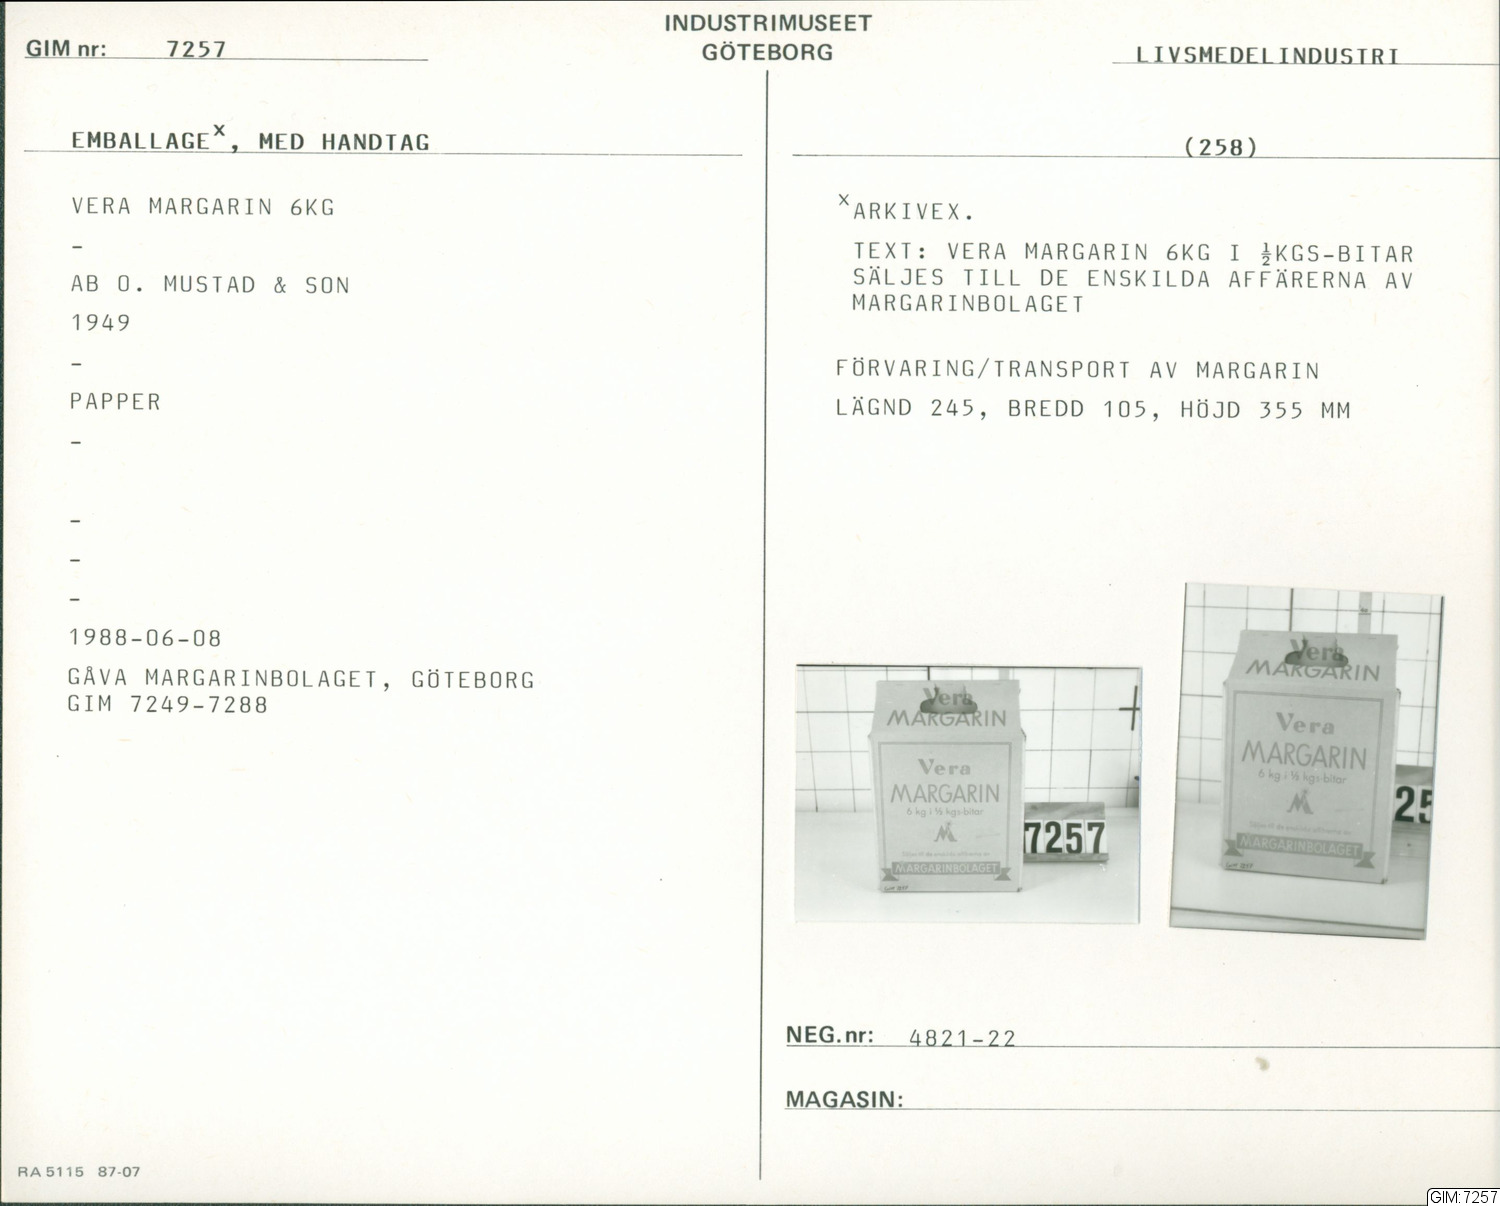 INDUSTRIMUSEET
GÖTEBORG
GIM nr: 7257
LIVSMEDELINDUSTRI
EMBALLAGEˣ, MED HANDTAG
(258)
VERA MARGARIN 6KG
-
AB O. MUSTAD & SON
1949
-
PAPPER
-
-
-
-
1988-06-08
GÅVA MARGARINBOLAGET, GÖTEBORG
GIM 7249-7288
ˣARKIVEX.
TEXT: VERA MARGARIN 6KG I ½KGS-BITAR
SÄLJES TILL DE ENSKILDA AFFÄRERNA AV
MARGARINBOLAGET
FÖRVARING/TRANSPORT AV MARGARIN
LÄGND 245, BREDD 105, HÖJD 355 MM
Vera
MARGARIN
Vera
MARGARIN
6 kg i ½ kgs-bitar
M
MARGARINBOLAGET
7257
Vera
MARGARIN
Vera
MARGARIN
6 kg i ½ kgs-bitar
M
MARGARINBOLAGET
25
NEG.nr: 4821-22
MAGASIN:
RA 5115 87-07
GIM:7257